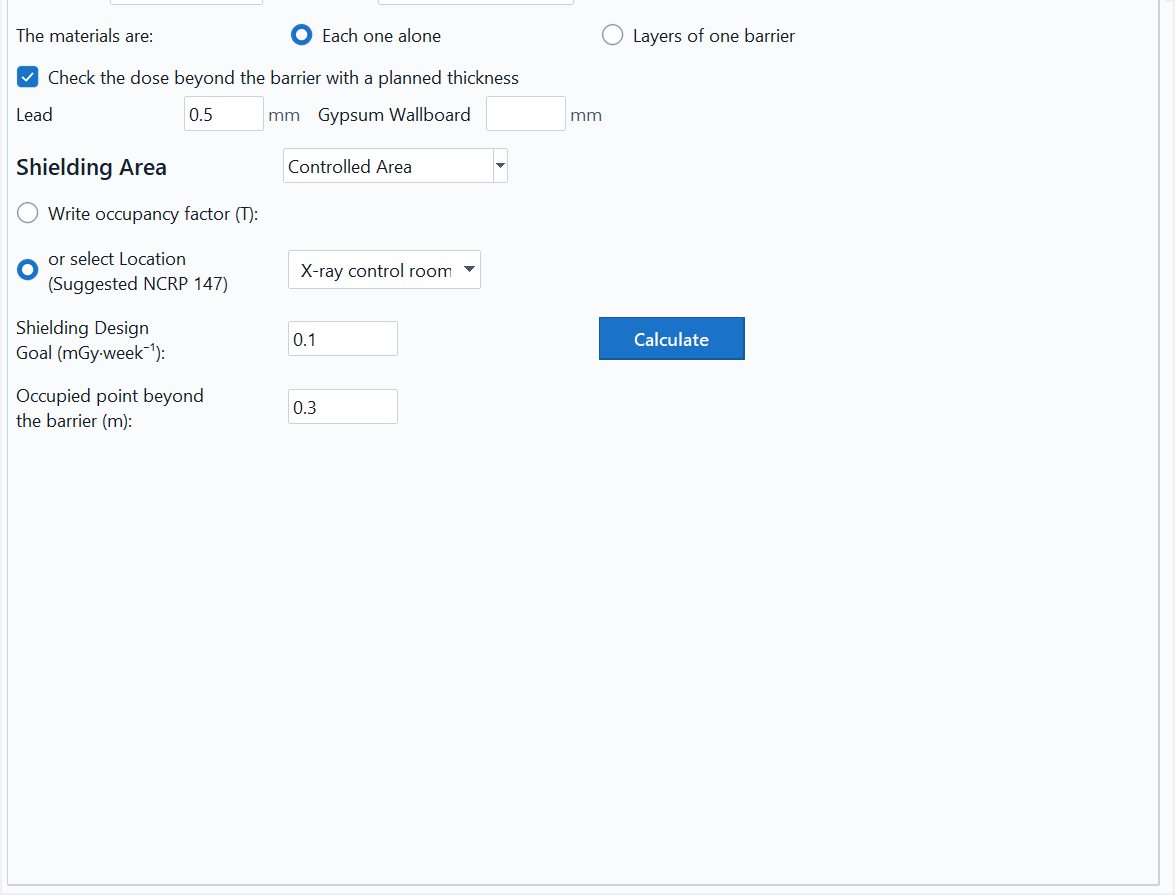 The materials are: Each one alone Layers of one barrier
Check the dose beyond the barrier with a planned thickness
Lead 0.5 mm Gypsum Wallboard mm
Shielding Area Controlled Area
Write occupancy factor (T):
or select Location
(Suggested NCRP 147) X-ray control room
Shielding Design
Goal (mGy·week⁻¹): 0.1 Calculate
Occupied point beyond
the barrier (m): 0.3